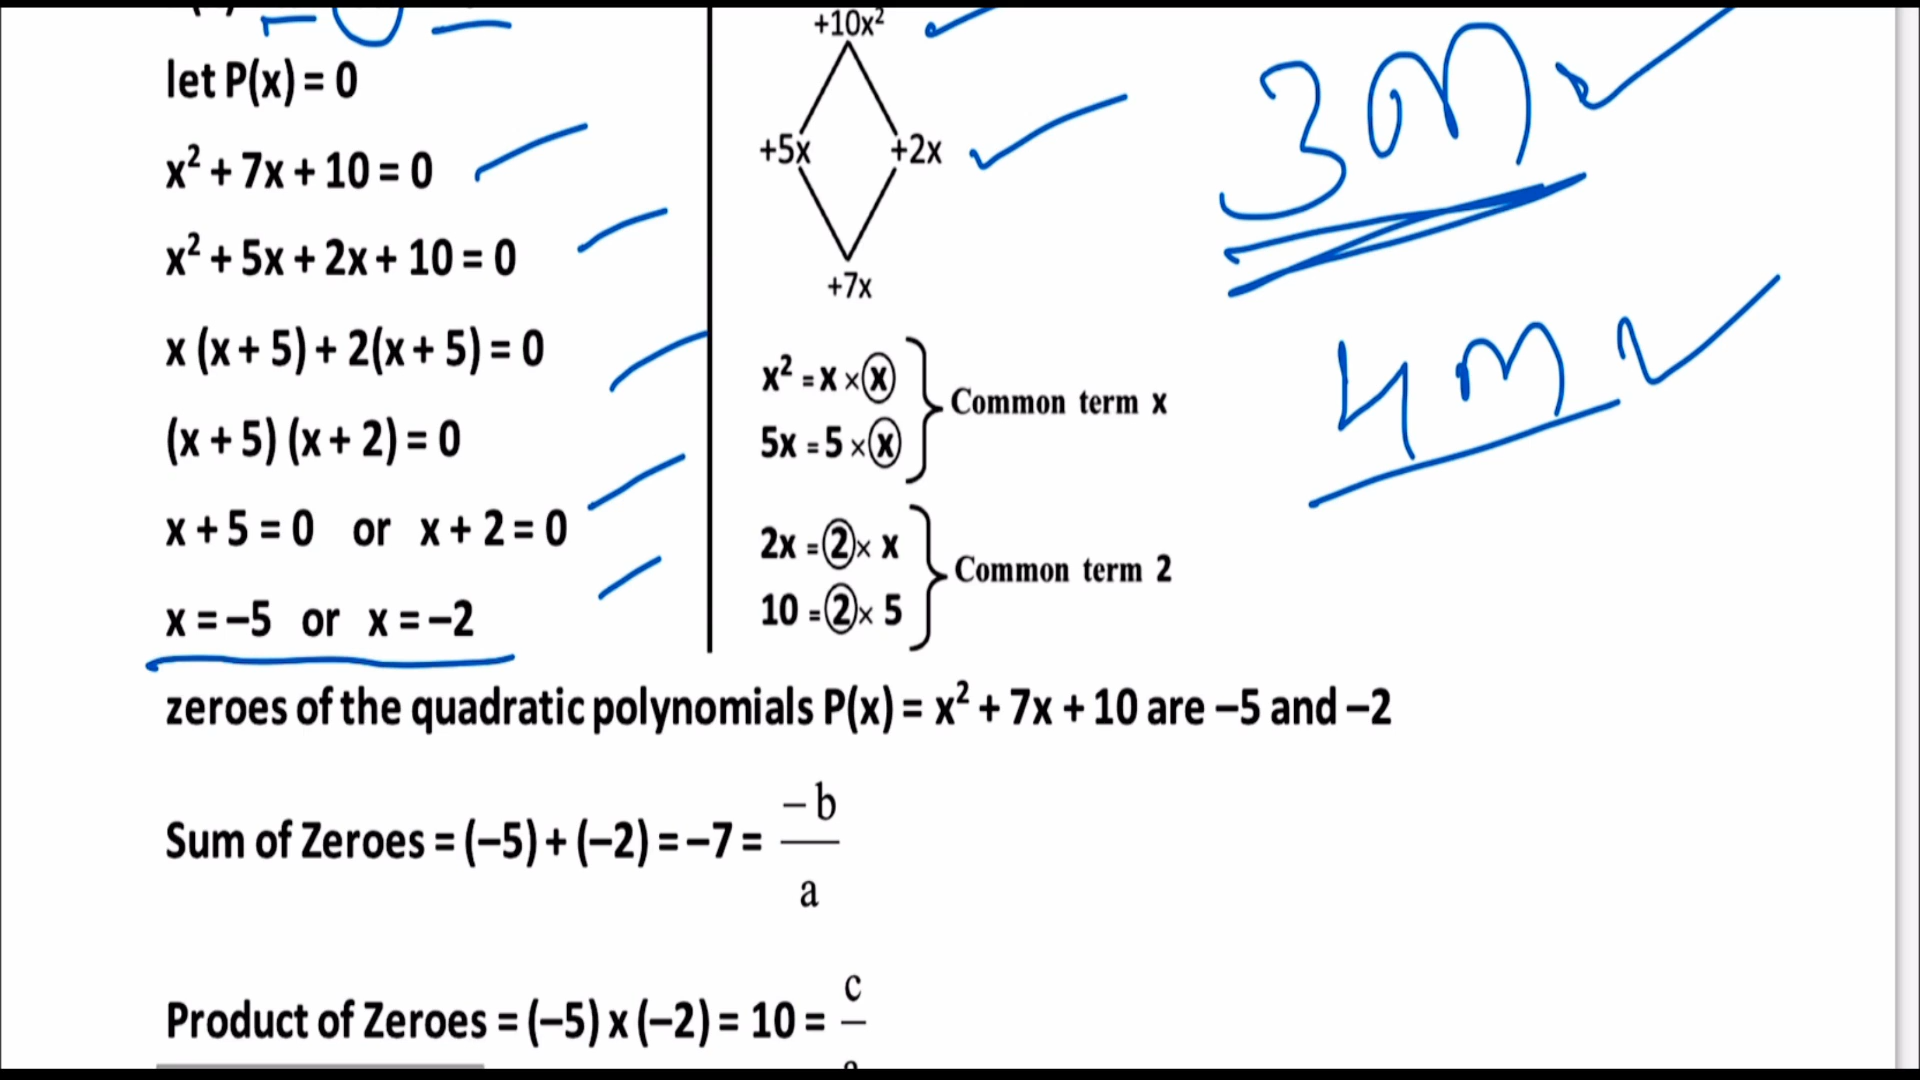 let P(x) = 0
x² + 7x + 10 = 0
x² + 5x + 2x + 10 = 0
x (x + 5) + 2(x + 5) = 0
(x + 5) (x + 2) = 0
x + 5 = 0 or x + 2 = 0
x = –5 or x = –2
+10x²
+5x +2x
+7x
x² = x × x
5x = 5 × x
Common term x
2x = 2 × x
10 = 2 × 5
Common term 2
3 m
4 m
zeroes of the quadratic polynomials P(x) = x² + 7x + 10 are –5 and –2
Sum of Zeroes = (–5) + (–2) = –7 = – b / a
Product of Zeroes = (–5) x (–2) = 10 = c /